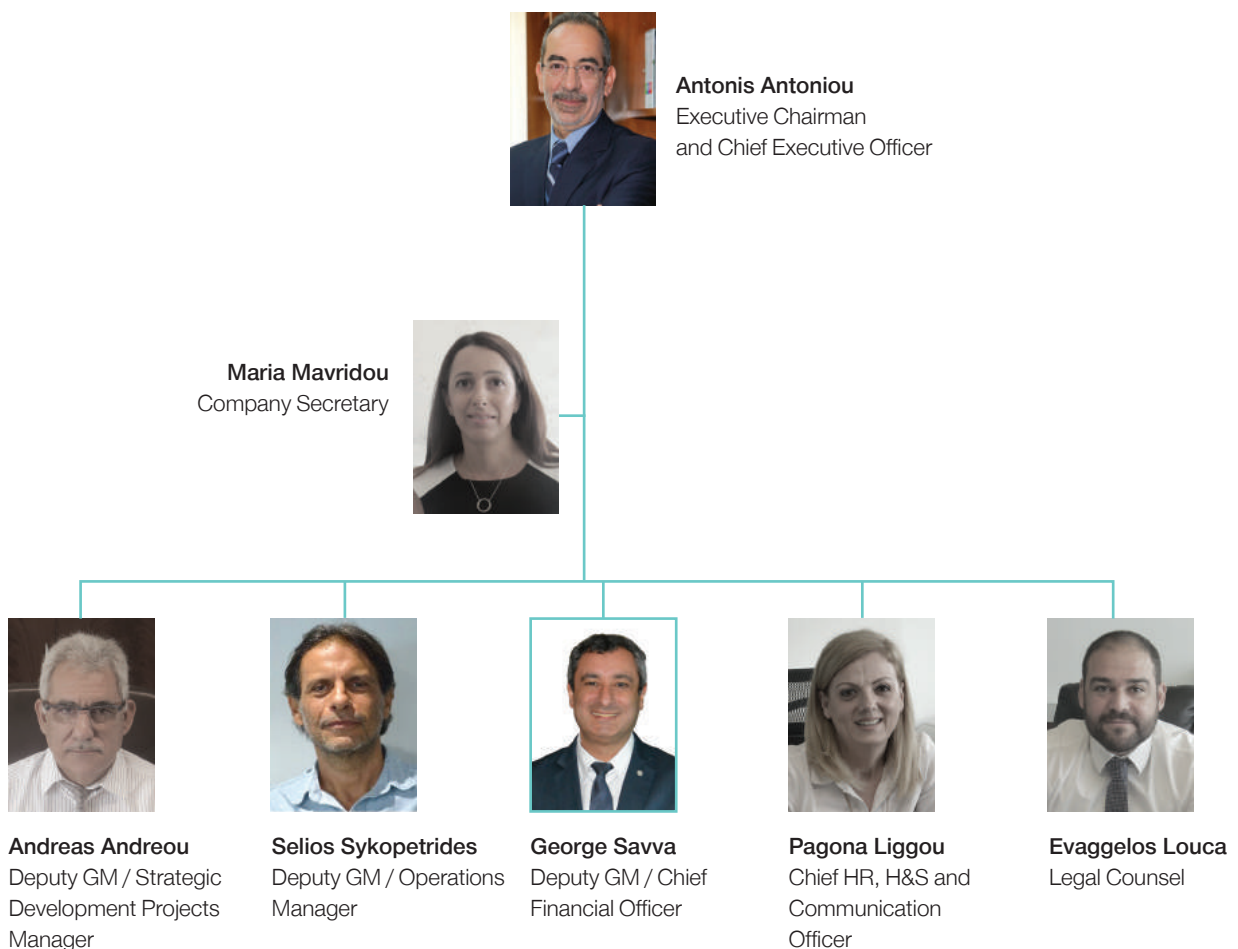 Antonis Antoniou
Executive Chairman
and Chief Executive Officer
Maria Mavridou
Company Secretary
Andreas Andreou
Deputy GM / Strategic
Development Projects
Manager
Selios Sykopetrides
Deputy GM / Operations
Manager
George Savva
Deputy GM / Chief
Financial Officer
Pagona Liggou
Chief HR, H&S and
Communication
Officer
Evaggelos Louca
Legal Counsel